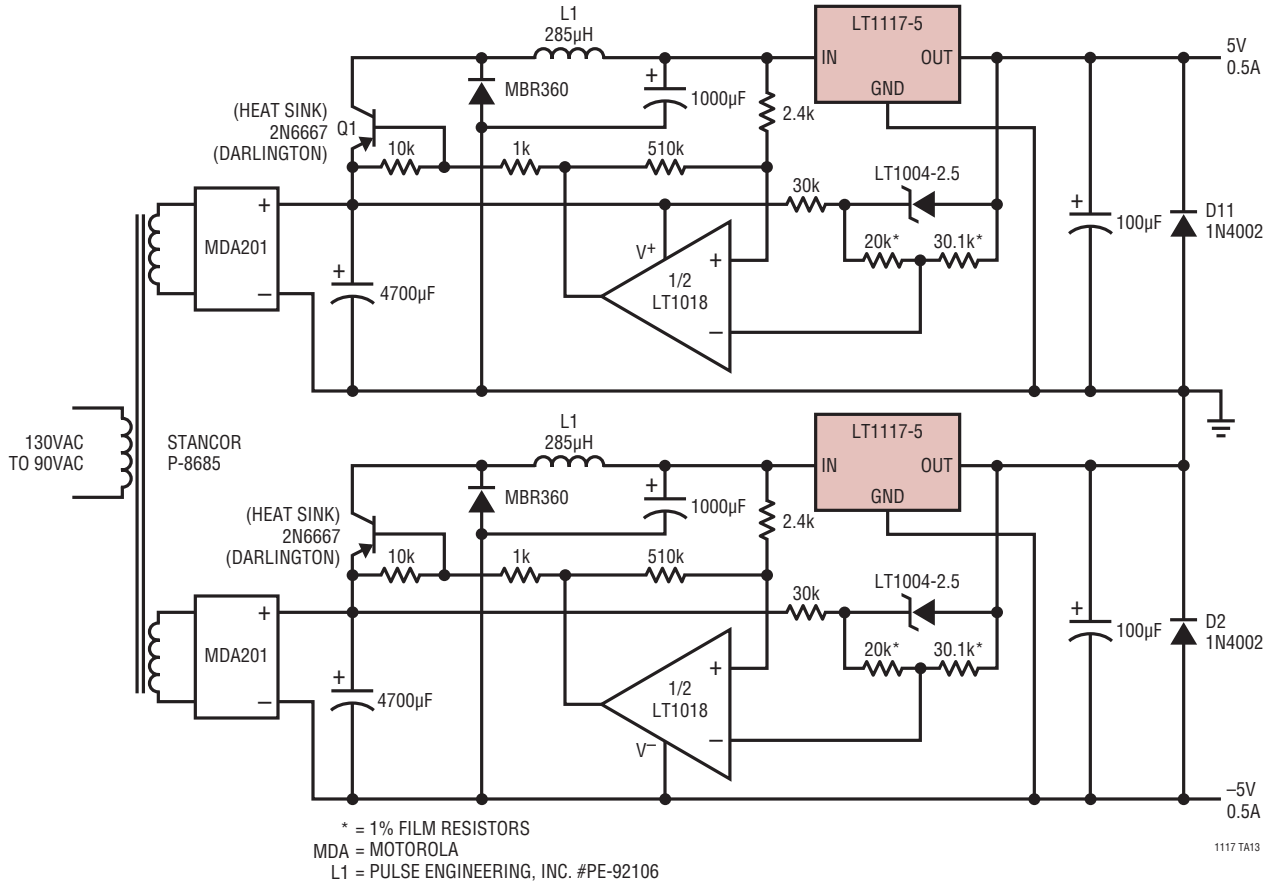 L1
285µH
LT1117-5
IN
OUT
GND
5V
0.5A
MBR360
+
1000µF
2.4k
(HEAT SINK)
2N6667
(DARLINGTON)
Q1
10k
1k
510k
30k
LT1004-2.5
20k*
30.1k*
+
100µF
D11
1N4002
MDA201
+
–
+
4700µF
V+
+
–
1/2
LT1018
130VAC
TO 90VAC
STANCOR
P-8685
L1
285µH
LT1117-5
IN
OUT
GND
MBR360
+
1000µF
2.4k
(HEAT SINK)
2N6667
(DARLINGTON)
10k
1k
510k
30k
LT1004-2.5
20k*
30.1k*
+
100µF
D2
1N4002
MDA201
+
–
+
4700µF
+
–
1/2
LT1018
V–
–5V
0.5A
* = 1% FILM RESISTORS
MDA = MOTOROLA
L1 = PULSE ENGINEERING, INC. #PE-92106
1117 TA13